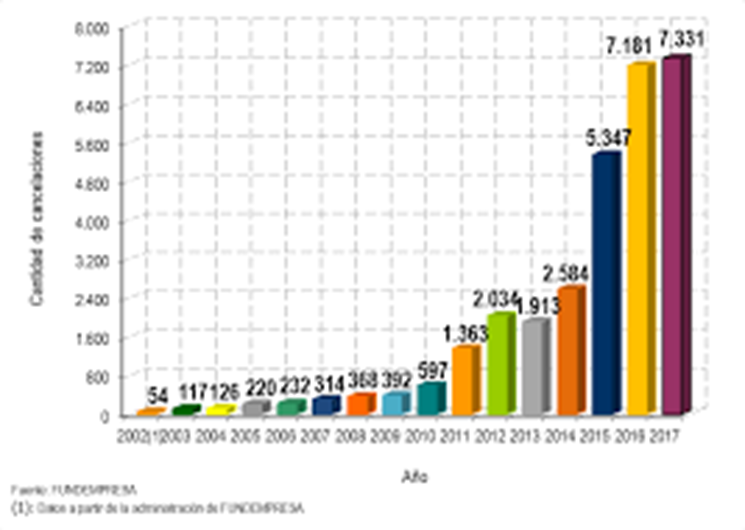 8.000
7.200
6.400
5.600
4.800
4.000
3.200
2.400
1.600
800
0
Cantidad de cancelaciones
54 117 126 220 232 314 368 392 597 1.363 2.034 1.913 2.584 5.347 7.181 7.331
2002(1) 2003 2004 2005 2006 2007 2008 2009 2010 2011 2012 2013 2014 2015 2016 2017
Año
Fuente: FUNDEMPRESA
(1): Datos a partir de la administración de FUNDEMPRESA